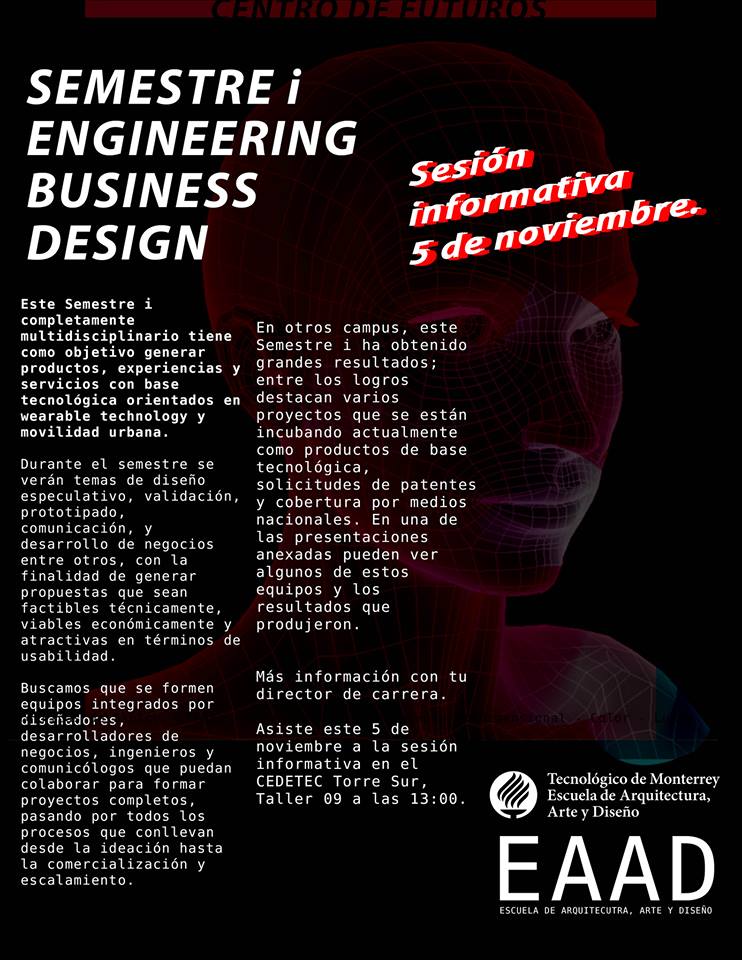 CENTRO DE FUTUROS
SEMESTRE i
ENGINEERING
BUSINESS
DESIGN
Sesión
informativa
5 de noviembre.
Este Semestre i
completamente
multidisciplinario tiene
como objetivo generar
productos, experiencias y
servicios con base
tecnológica orientados en
wearable technology y
movilidad urbana.
Durante el semestre se
verán temas de diseño
especulativo, validación,
prototipado,
comunicación, y
desarrollo de negocios
entre otros, con la
finalidad de generar
propuestas que sean
factibles técnicamente,
viables económicamente y
atractivas en términos de
usabilidad.
Buscamos que se formen
equipos integrados por
diseñadores,
desarrolladores de
negocios, ingenieros y
comunicólogos que puedan
colaborar para formar
proyectos completos,
pasando por todos los
procesos que conllevan
desde la ideación hasta
la comercialización y
escalamiento.
En otros campus, este
Semestre i ha obtenido
grandes resultados;
entre los logros
destacan varios
proyectos que se están
incubando actualmente
como productos de base
tecnológica,
solicitudes de patentes
y cobertura por medios
nacionales. En una de
las presentaciones
anexadas pueden ver
algunos de estos
equipos y los
resultados que
produjeron.
Más información con tu
director de carrera.
Asiste este 5 de
noviembre a la sesión
informativa en el
CEDETEC Torre Sur,
Taller 09 a las 13:00.
Tecnológico de Monterrey
Escuela de Arquitectura,
Arte y Diseño
EAAD
ESCUELA DE ARQUITECUTRA, ARTE Y DISEÑO